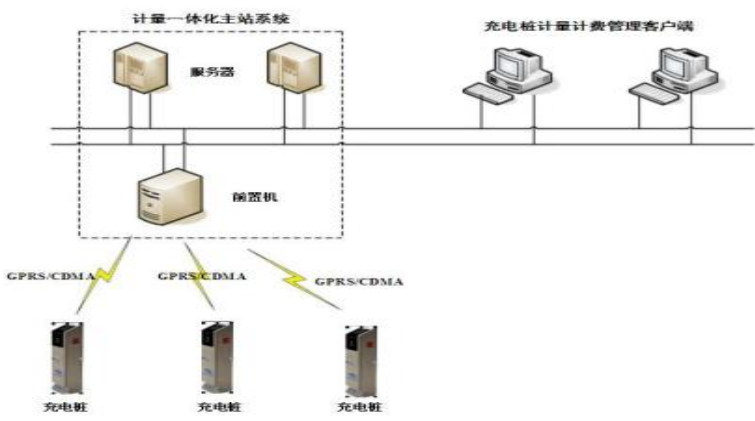 计量一体化主站系统
充电桩计量计费管理客户端
服务器
前置机
GPRS/CDMA
GPRS/CDMA
GPRS/CDMA
充电桩
充电桩
充电桩